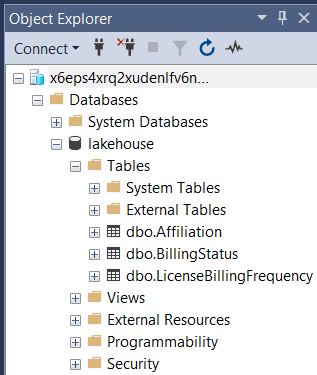 Object Explorer
Connect
x6eps4xrq2xudenlfv6n...
Databases
System Databases
lakehouse
Tables
System Tables
External Tables
dbo.Affiliation
dbo.BillingStatus
dbo.LicenseBillingFrequency
Views
External Resources
Programmability
Security